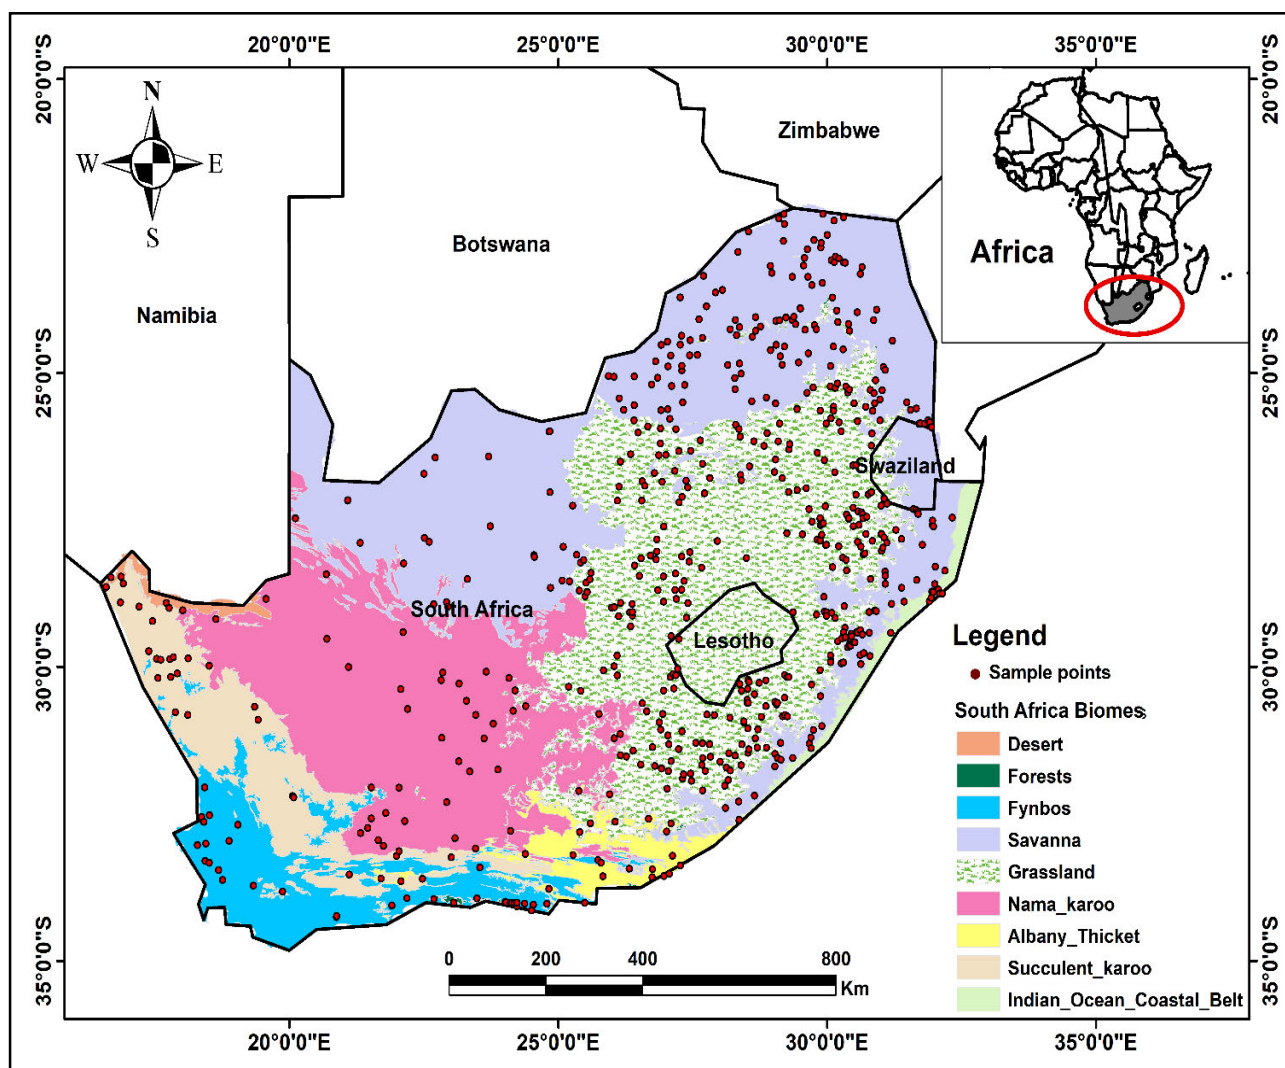 20°0'0"E 25°0'0"E 30°0'0"E 35°0'0"E
20°0'0"S
20°0'0"S
N
W E
S
Zimbabwe
Botswana
Namibia
Africa
25°0'0"S
25°0'0"S
Swaziland
South Africa
Lesotho
30°0'0"S
30°0'0"S
Legend
Sample points
South Africa Biomes
Desert
Forests
Fynbos
Savanna
Grassland
Nama_karoo
Albany_Thicket
Succulent_karoo
Indian_Ocean_Coastal_Belt
0 200 400 800
Km
35°0'0"S
35°0'0"S
20°0'0"E 25°0'0"E 30°0'0"E 35°0'0"E